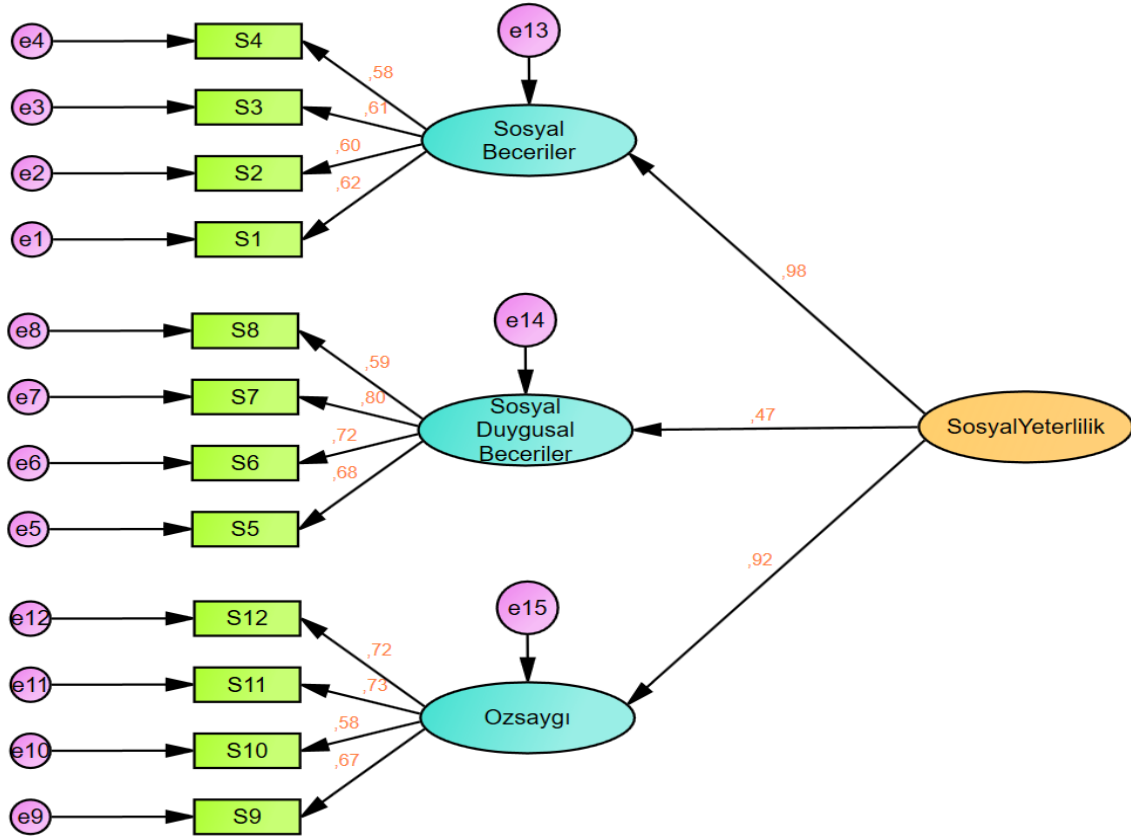 e4
S4
,58
e13
e3
S3
,61
Sosyal
Beceriler
e2
S2
,60
e1
S1
,62
,98
e8
S8
,59
e14
e7
S7
,80
Sosyal
Duygusal
Beceriler
,47
SosyalYeterlilik
e6
S6
,72
e5
S5
,68
,92
e12
S12
,72
e15
e11
S11
,73
Ozsaygı
e10
S10
,58
e9
S9
,67